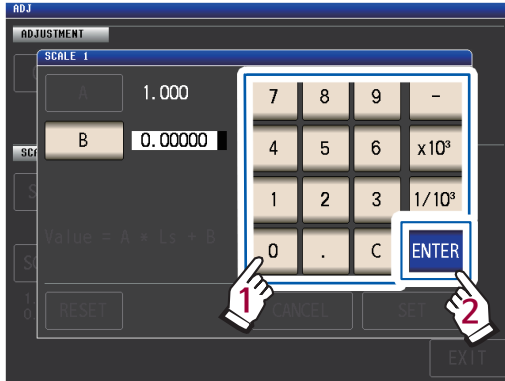 ADJ
ADJUSTMENT
SCALE 1
A 1.000
7 8 9 -
B 0.00000
4 5 6 x10³
1 2 3 1/10³
Value = A * Ls + B
0 . C ENTER
1 2
RESET CANCEL SET
EXIT